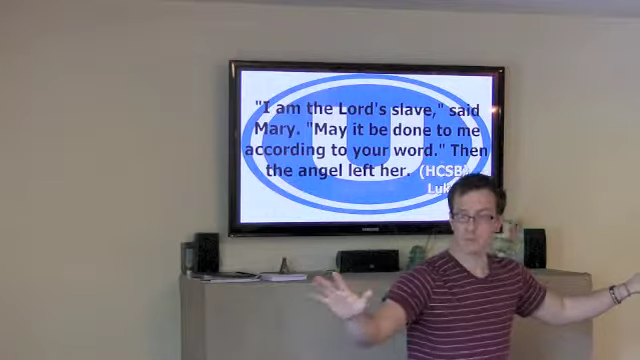 "I am the Lord's slave," said
Mary. "May it be done to me
according to your word." Then
the angel left her. (HCSB)
SAMSUNG